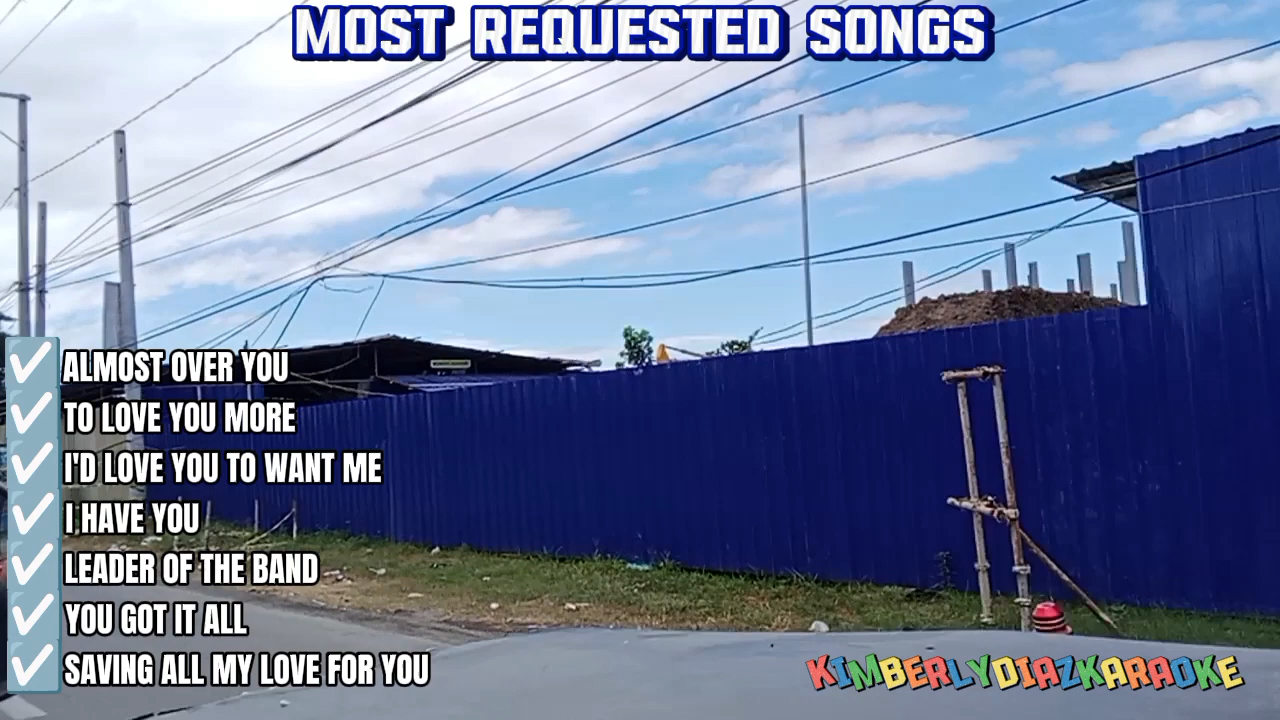 MOST REQUESTED SONGS
ALMOST OVER YOU
TO LOVE YOU MORE
I'D LOVE YOU TO WANT ME
I HAVE YOU
LEADER OF THE BAND
YOU GOT IT ALL
SAVING ALL MY LOVE FOR YOU
KIMBERLYDIAZKARAOKE